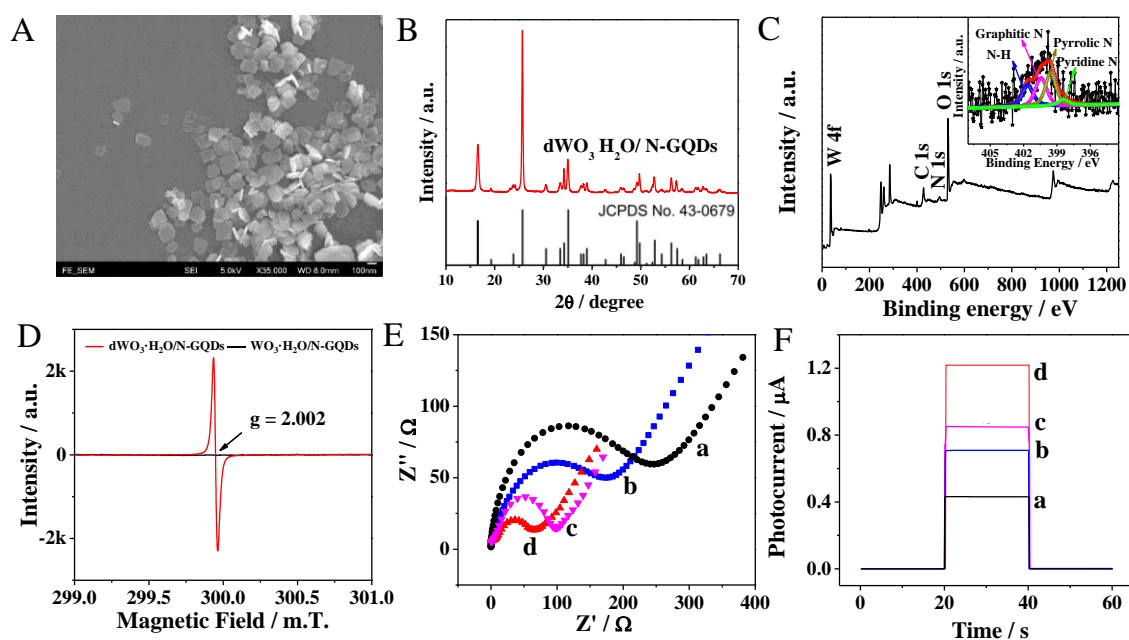 A
FE_SEM SEI 5.0kV X35,000 WD 8.0mm 100nm
B
Intensity / a.u.
dWO3 H2O/ N-GQDs
JCPDS No. 43-0679
10 20 30 40 50 60 70
2θ / degree
C
Intensity / a.u.
W 4f
C 1s
N 1s
O 1s
0 200 400 600 800 1000 1200
Binding energy / eV
Intensity / a.u.
Graphitic N
N-H
Pyrrolic N
Pyridine N
405 402 399 396
Binding Energy / eV
D
Intensity / a.u.
2k
0
-2k
dWO3·H2O/N-GQDs WO3·H2O/N-GQDs
g = 2.002
299.0 299.5 300.0 300.5 301.0
Magnetic Field / m.T.
E
Z'' / Ω
150
100
50
0
a
b
c
d
0 100 200 300 400
Z' / Ω
F
Photocurrent / μA
1.2
0.8
0.4
0.0
d
c
b
a
0 20 40 60
Time / s